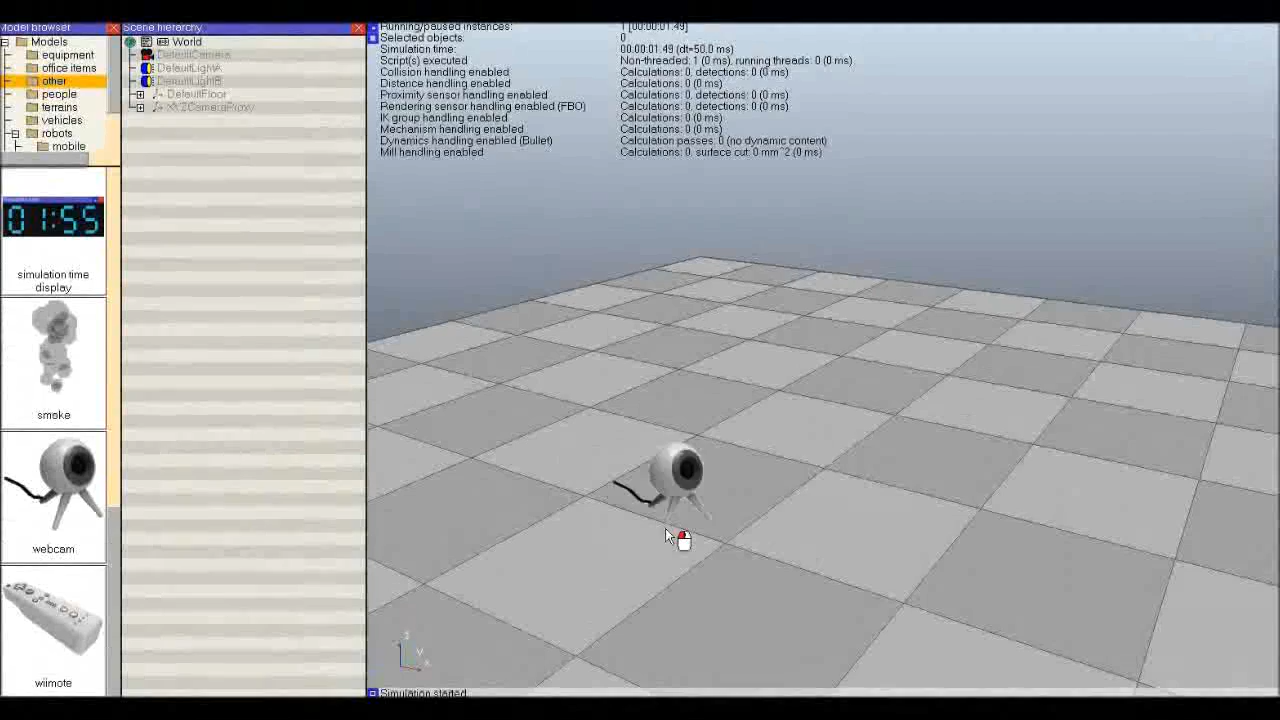 Model browser
Models
equipment
office items
other
people
terrains
vehicles
robots
mobile
01:55
simulation time
display
smoke
webcam
wiimote
Scene hierarchy
World
DefaultCamera
DefaultLightA
DefaultLightB
DefaultFloor
XYZCameraProxy
Running/paused instances: 1 [00:00:01.49]
Selected objects: 0
Simulation time: 00:00:01.49 (dt=50.0 ms)
Script(s) executed Non-threaded: 1 (0 ms), running threads: 0 (0 ms)
Collision handling enabled Calculations: 0, detections: 0 (0 ms)
Distance handling enabled Calculations: 0 (0 ms)
Proximity sensor handling enabled Calculations: 0, detections: 0 (0 ms)
Rendering sensor handling enabled (FBO) Calculations: 0, detections: 0 (0 ms)
IK group handling enabled Calculations: 0 (0 ms)
Mechanism handling enabled Calculations: 0 (0 ms)
Dynamics handling enabled (Bullet) Calculation passes: 0 (no dynamic content)
Mill handling enabled Calculations: 0, surface cut: 0 mm^2 (0 ms)
Simulation started